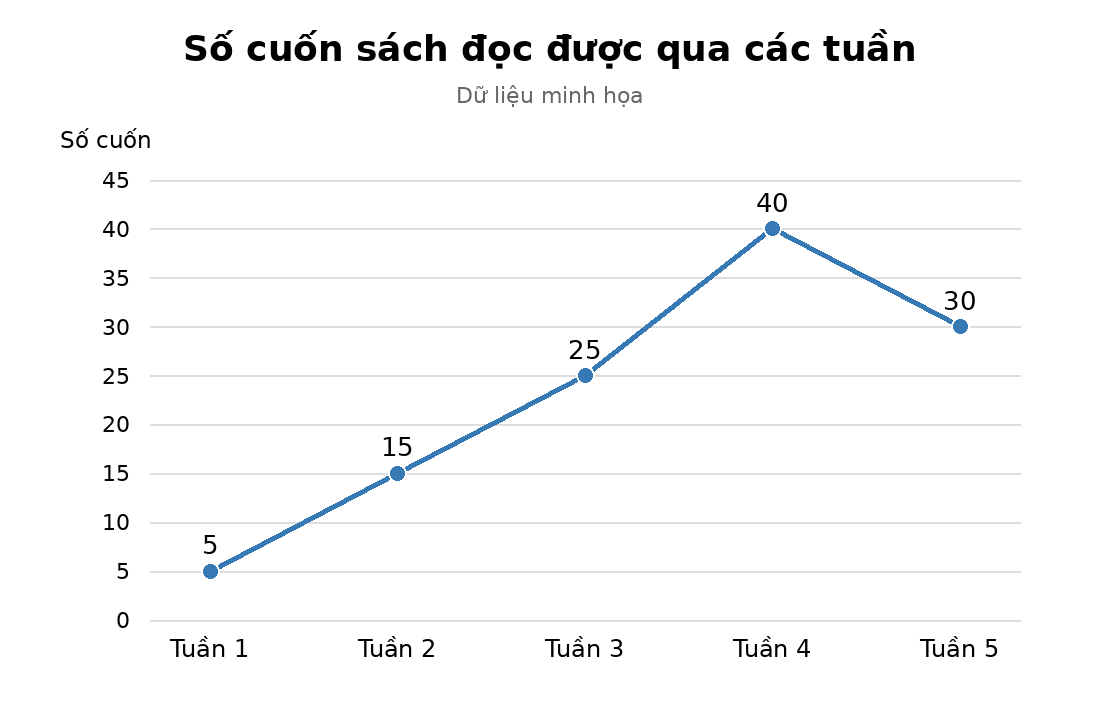 Số cuốn sách đọc được qua các tuần
Dữ liệu minh họa
Số cuốn
45
40
35
30
25
20
15
10
5
0
5
15
25
40
30
Tuần 1
Tuần 2
Tuần 3
Tuần 4
Tuần 5